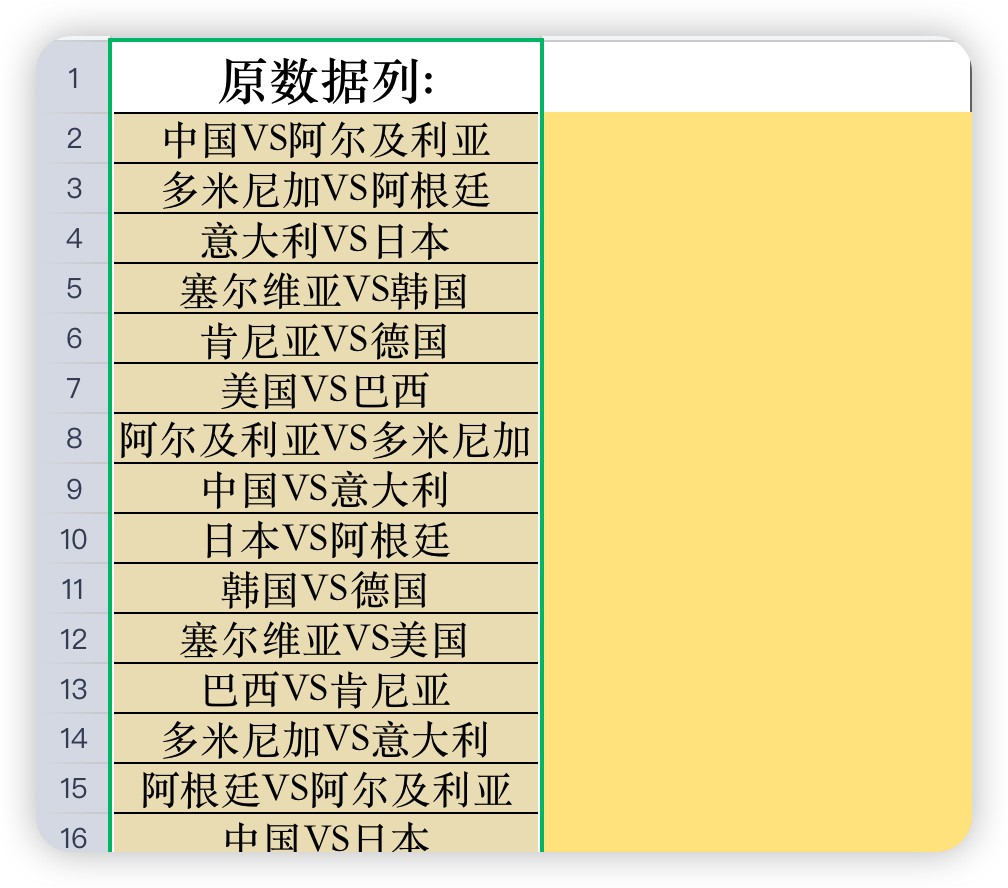 1 原数据列:
2 中国VS阿尔及利亚
3 多米尼加VS阿根廷
4 意大利VS日本
5 塞尔维亚VS韩国
6 肯尼亚VS德国
7 美国VS巴西
8 阿尔及利亚VS多米尼加
9 中国VS意大利
10 日本VS阿根廷
11 韩国VS德国
12 塞尔维亚VS美国
13 巴西VS肯尼亚
14 多米尼加VS意大利
15 阿根廷VS阿尔及利亚
16 中国VS日本